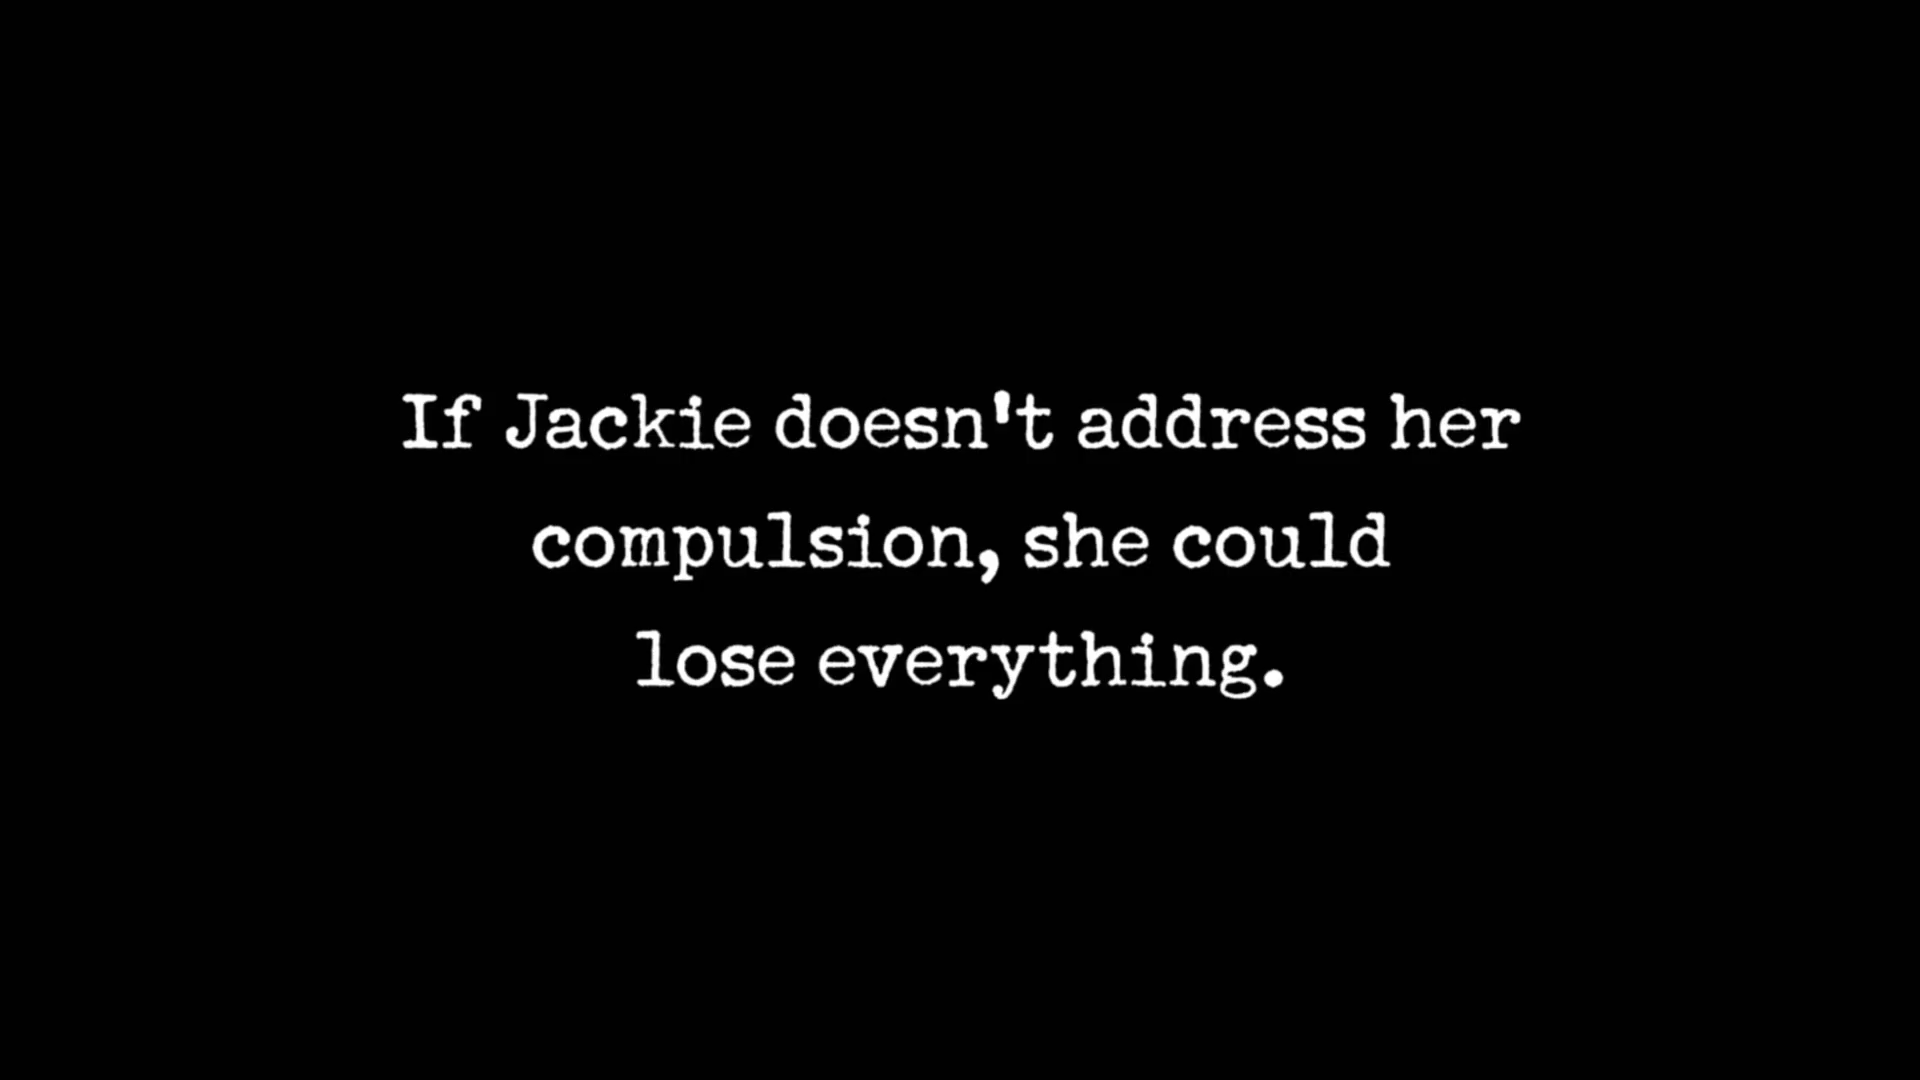 If Jackie doesn't address her
compulsion, she could
lose everything.